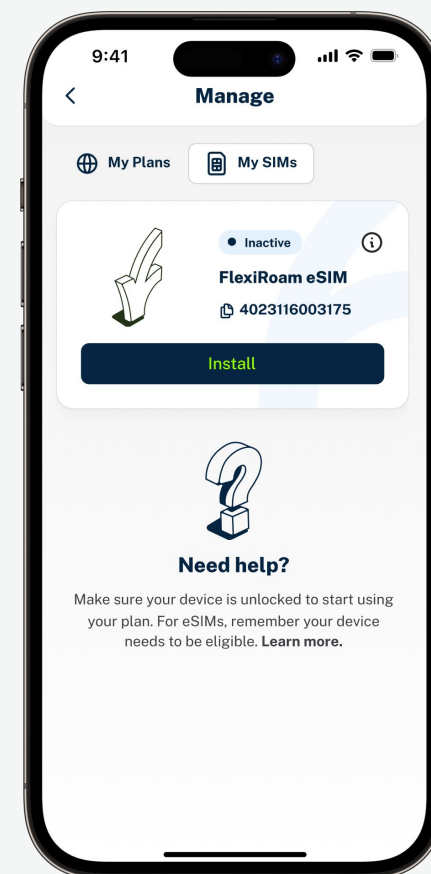 9:41
Manage
My Plans
My SIMs
Inactive
FlexiRoam eSIM
4023116003175
Install
Need help?
Make sure your device is unlocked to start using
your plan. For eSIMs, remember your device
needs to be eligible. Learn more.